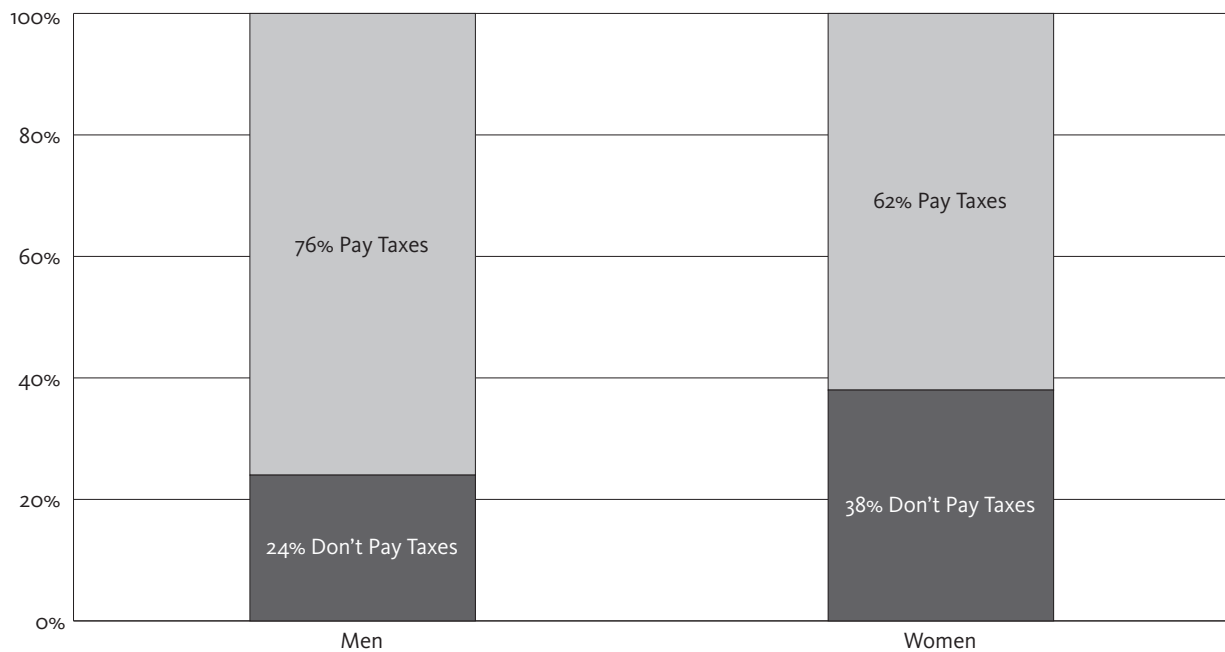 100%
80%
62% Pay Taxes
76% Pay Taxes
60%
40%
38% Don’t Pay Taxes
20%
24% Don’t Pay Taxes
0%
Men
Women